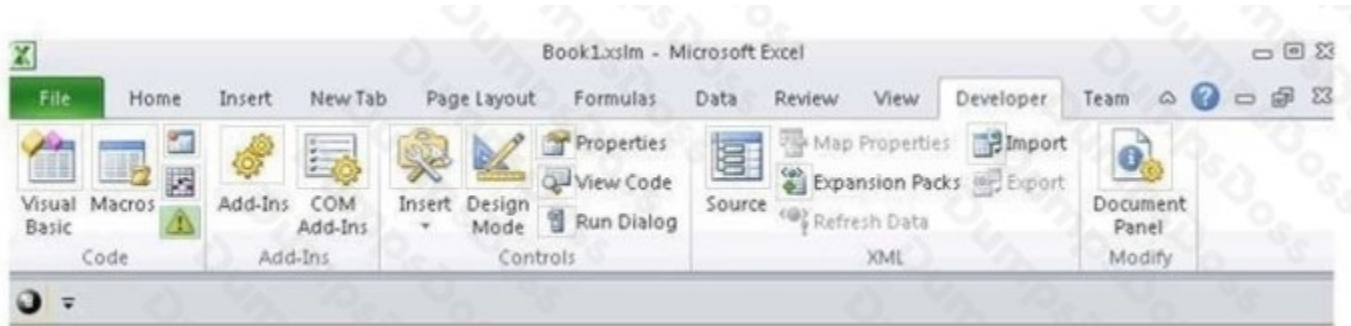 Book1.xslm - Microsoft Excel
File Home Insert New Tab Page Layout Formulas Data Review View Developer Team
Visual Basic Macros Add-Ins COM Add-Ins Insert Design Mode Properties View Code Run Dialog Source Map Properties Expansion Packs Refresh Data Import Export Document Panel
Code Add-Ins Controls XML Modify
DumpsDoss